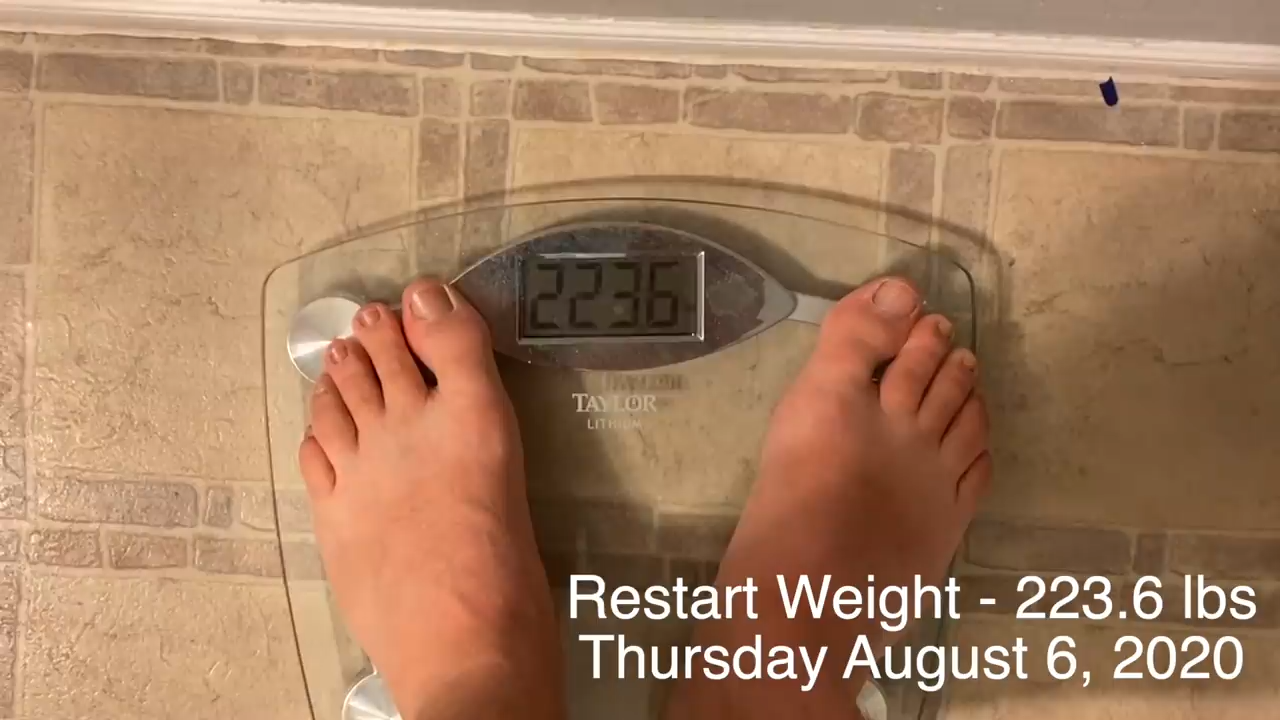 2236
TAYLOR
LITHIUM
Restart Weight - 223.6 lbs
Thursday August 6, 2020